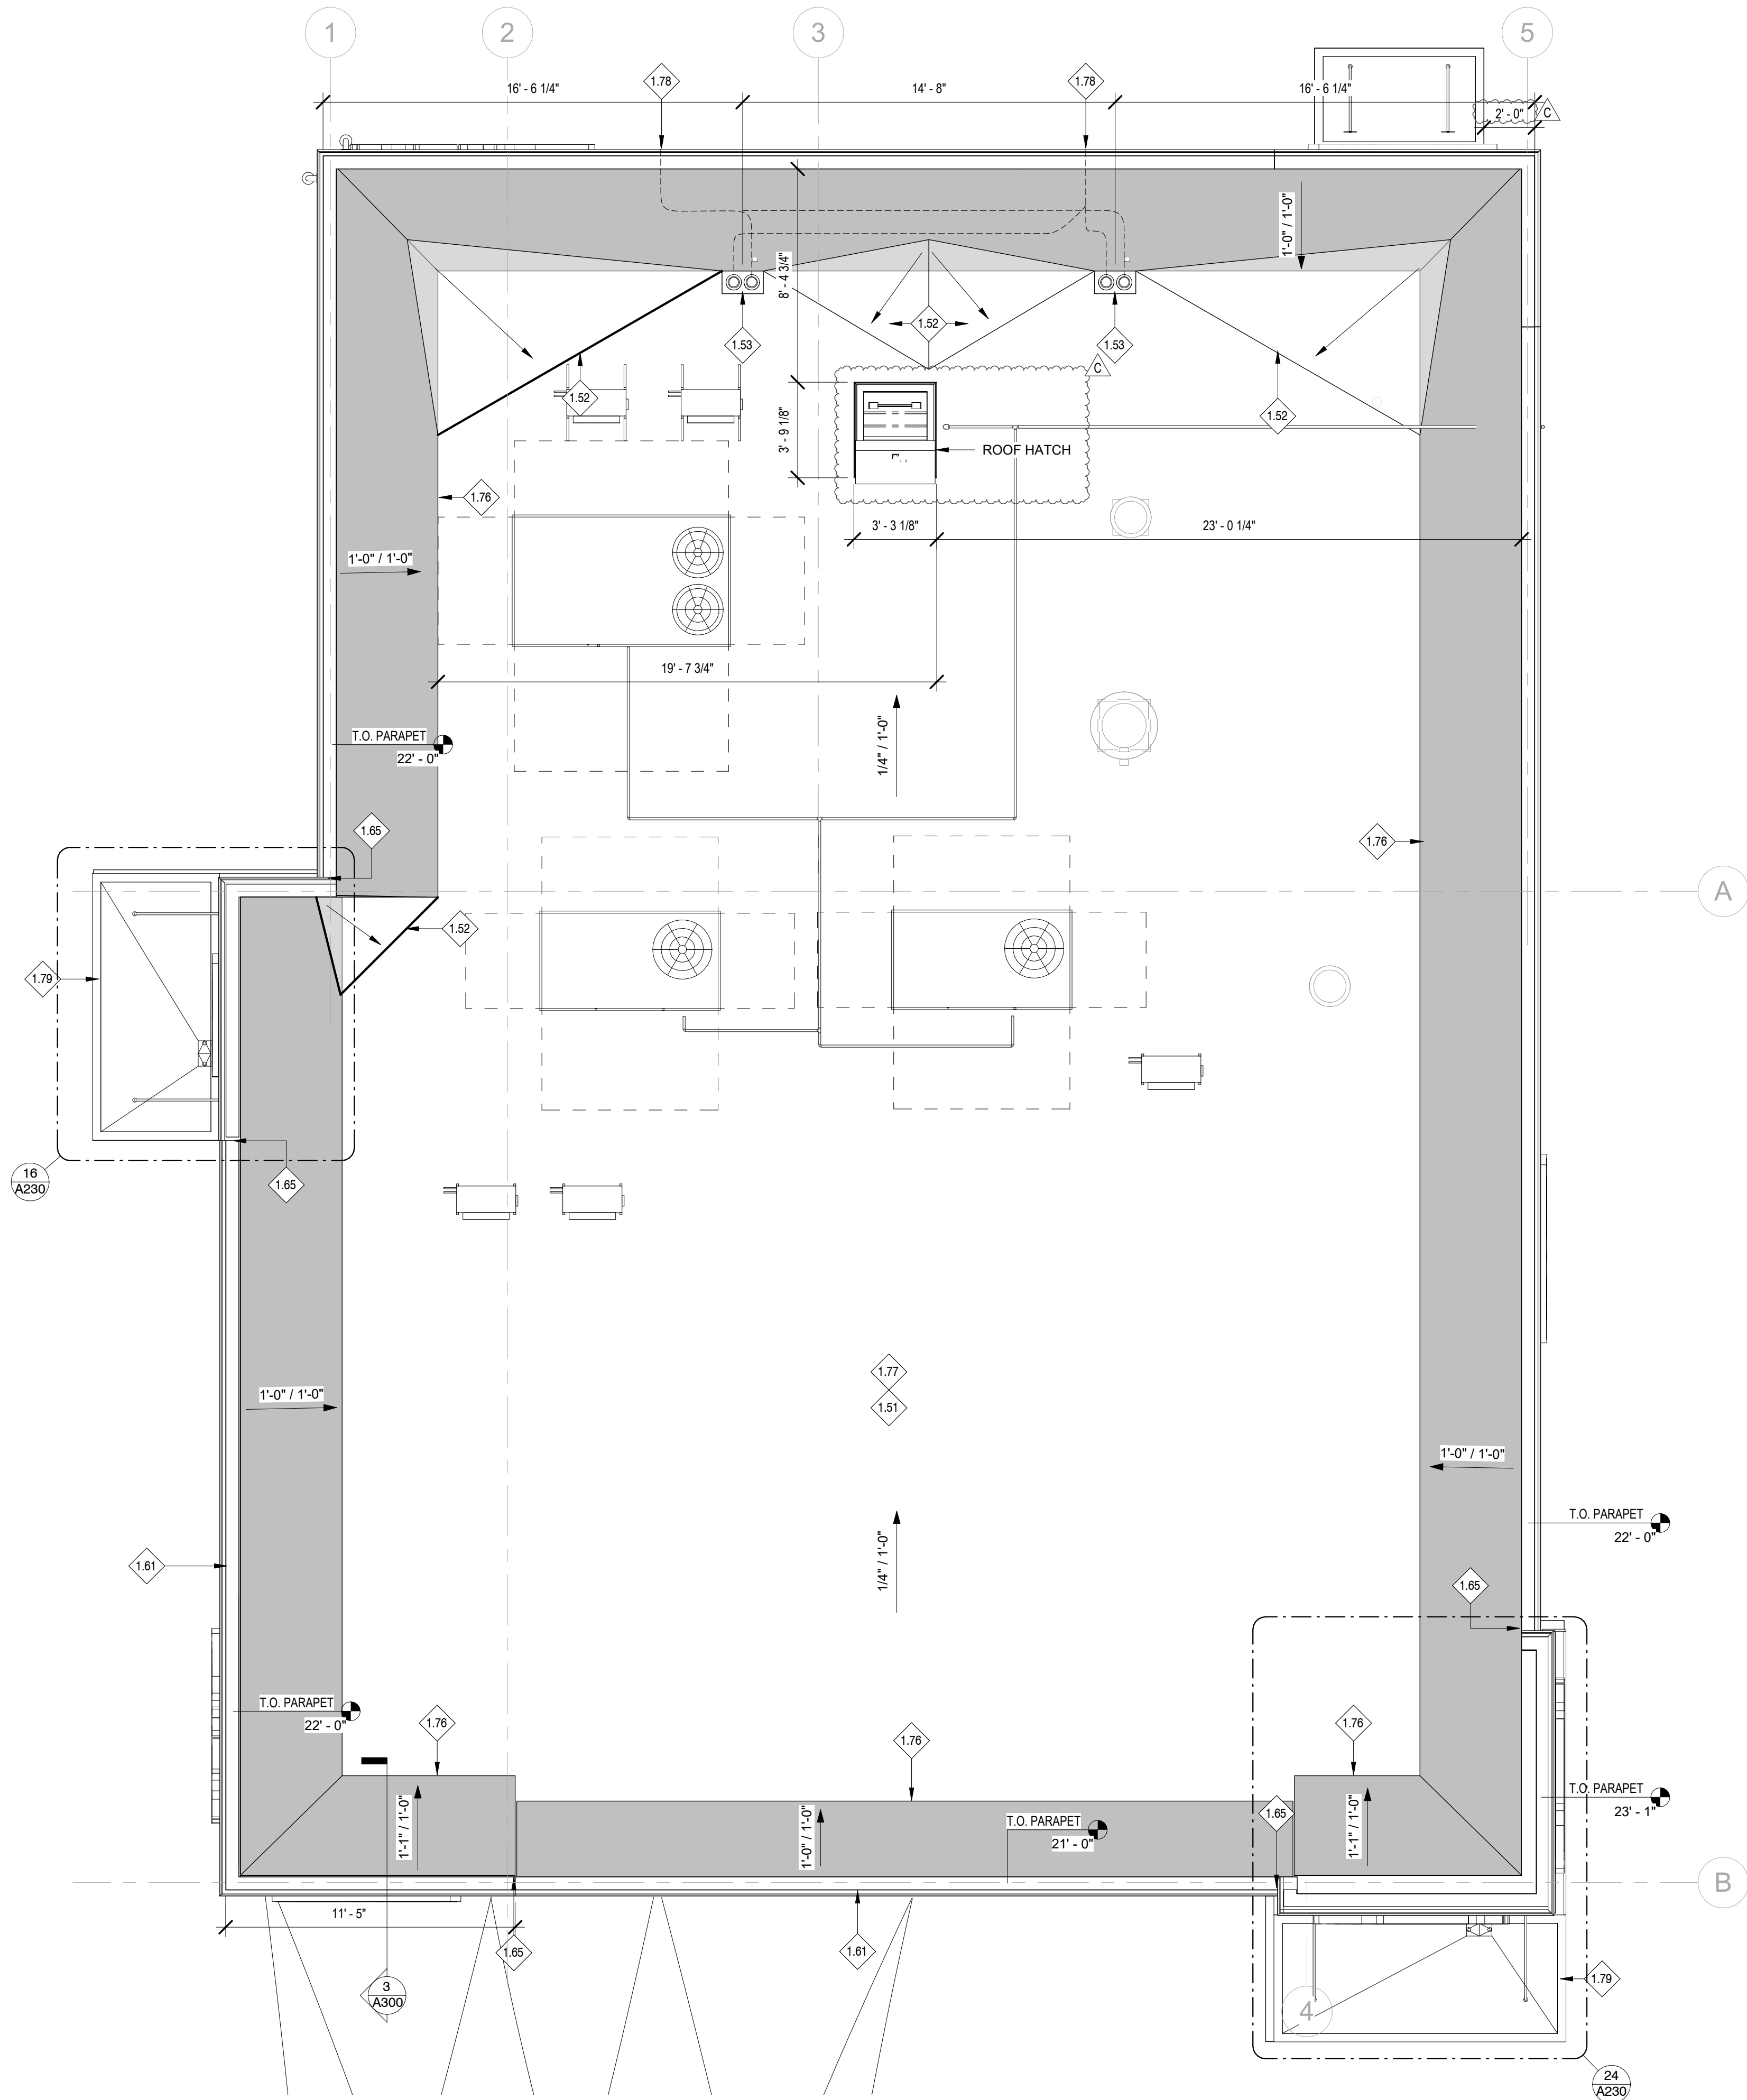 1
2
3
5
1.78
1.78
16' - 6 1/4"
14' - 8"
16' - 6 1/4"
2' - 0"
C
1'-0" / 1'-0"
8' - 4 3/4"
1.52
1.53
1.53
C
1.52
1.52
3' - 9 1/8"
ROOF HATCH
1.76
3' - 3 1/8"
23' - 0 1/4"
1'-0" / 1'-0"
19' - 7 3/4"
T.O. PARAPET
22' - 0"
1/4" / 1'-0"
1.65
1.76
A
1.52
1.79
16
A230
1.65
1.77
1.51
1'-0" / 1'-0"
1'-0" / 1'-0"
T.O. PARAPET
22' - 0"
1/4" / 1'-0"
1.61
1.65
T.O. PARAPET
22' - 0"
1.76
1.76
1.76
T.O. PARAPET
23' - 1"
1'-1" / 1'-0"
1'-0" / 1'-0"
T.O. PARAPET
21' - 0"
1.65
1'-1" / 1'-0"
B
11' - 5"
1.65
1.61
3
A300
1.79
4
24
A230